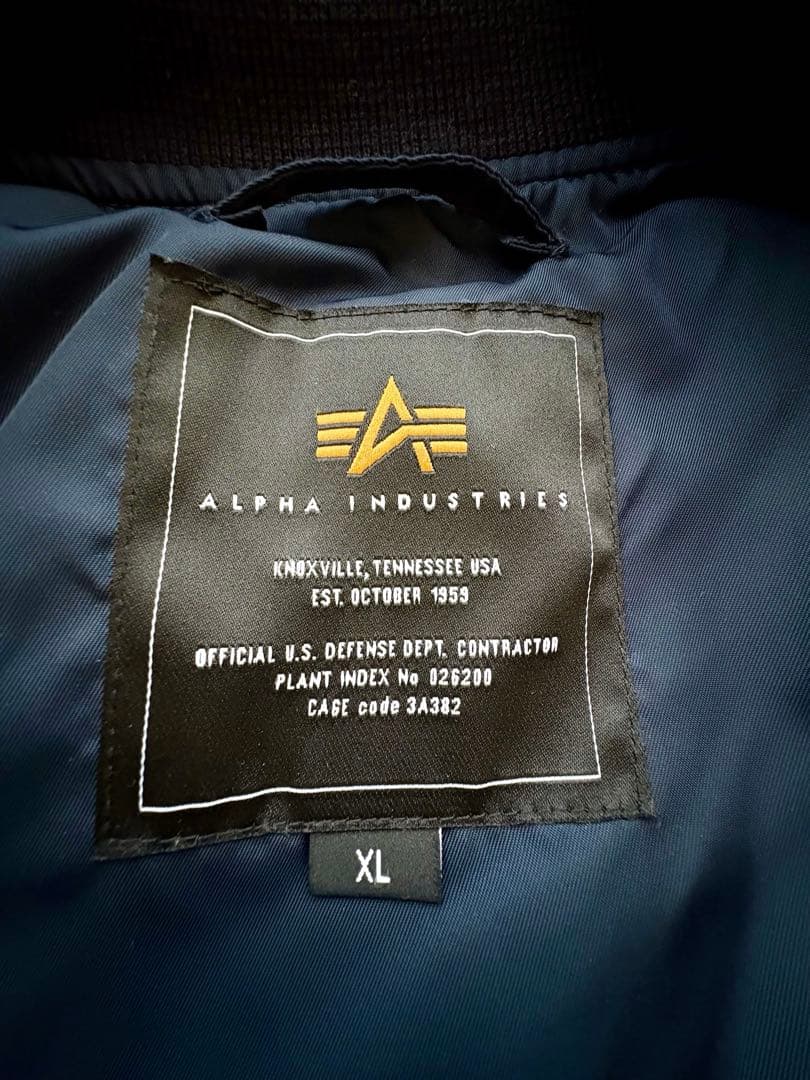 ALPHA INDUSTRIES
KNOXVILLE, TENNESSEE USA
EST. OCTOBER 1959
OFFICIAL U.S. DEFENSE DEPT. CONTRACTOR
PLANT INDEX No 026200
CAGE code 3A382
XL